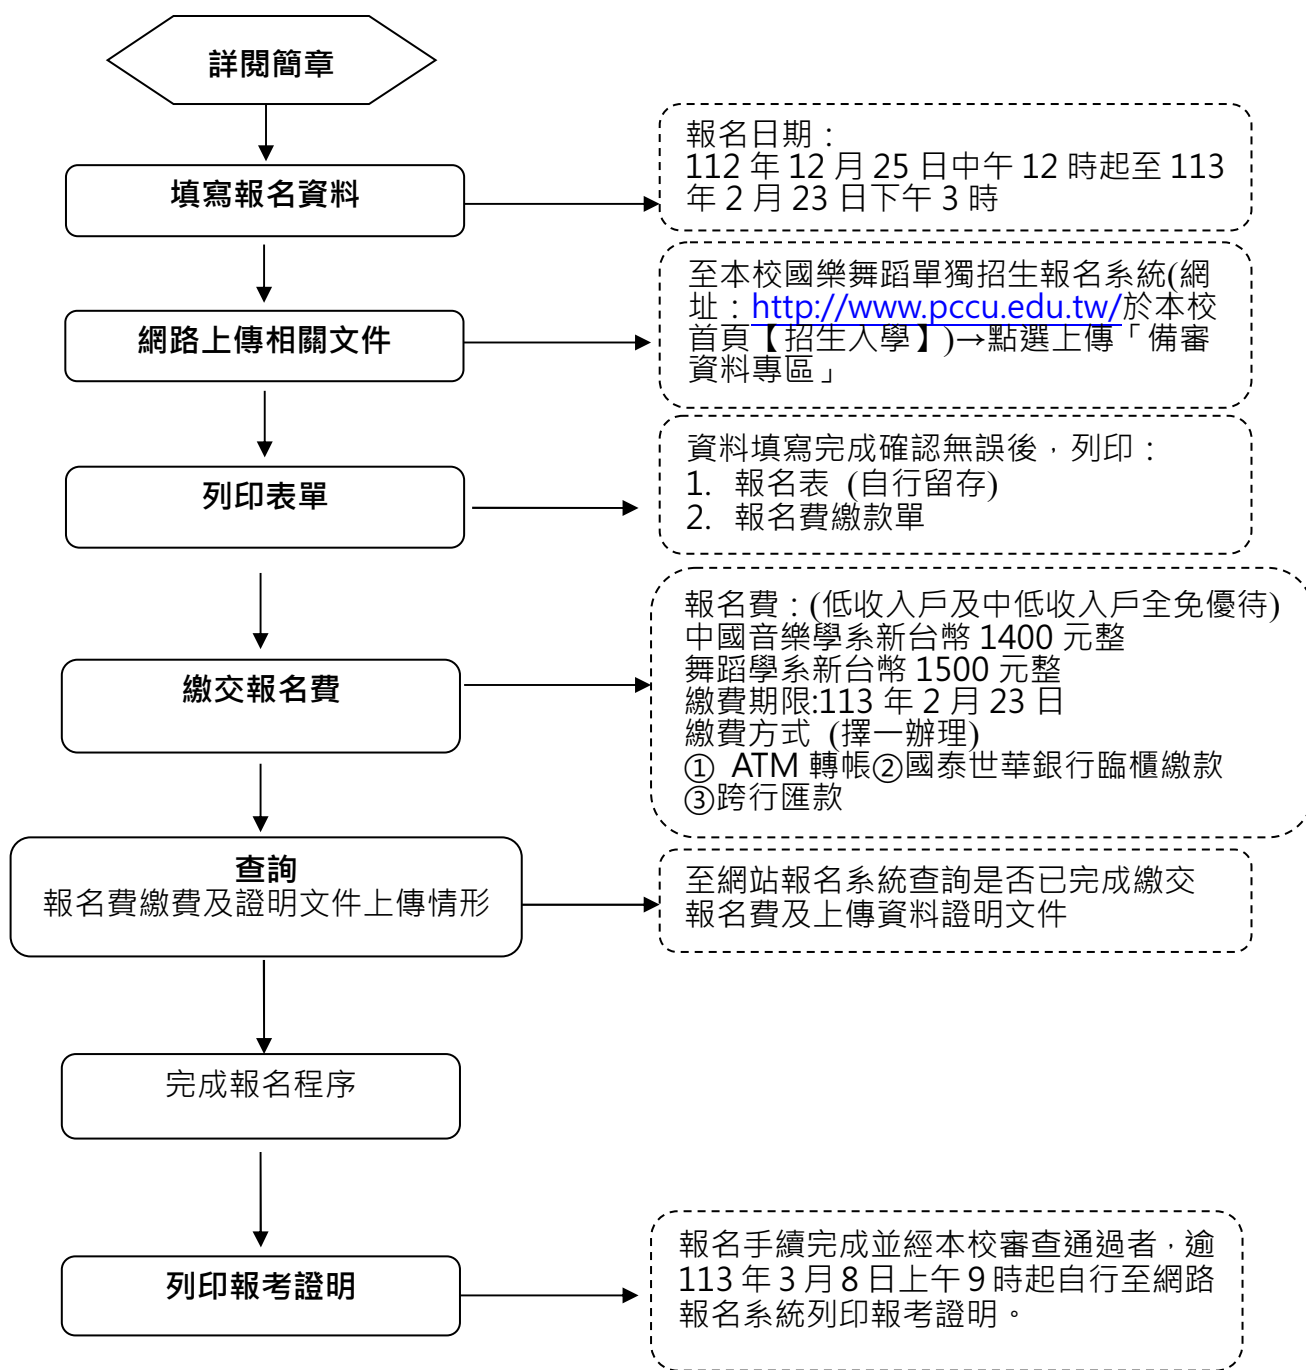 詳閱簡章
填寫報名資料
報名日期：
112 年 12 月 25 日中午 12 時起至 113
年 2 月 23 日下午 3 時
網路上傳相關文件
至本校國樂舞蹈單獨招生報名系統(網
址：http://www.pccu.edu.tw/於本校
首頁【招生入學】)→點選上傳「備審
資料專區」
列印表單
資料填寫完成確認無誤後，列印：
1. 報名表 (自行留存)
2. 報名費繳款單
繳交報名費
報名費：(低收入戶及中低收入戶全免優待)
中國音樂學系新台幣 1400 元整
舞蹈學系新台幣 1500 元整
繳費期限:113 年 2 月 23 日
繳費方式 (擇一辦理)
① ATM 轉帳②國泰世華銀行臨櫃繳款
③跨行匯款
查詢
報名費繳費及證明文件上傳情形
至網站報名系統查詢是否已完成繳交
報名費及上傳資料證明文件
完成報名程序
列印報考證明
報名手續完成並經本校審查通過者，逾
113 年 3 月 8 日上午 9 時起自行至網路
報名系統列印報考證明。